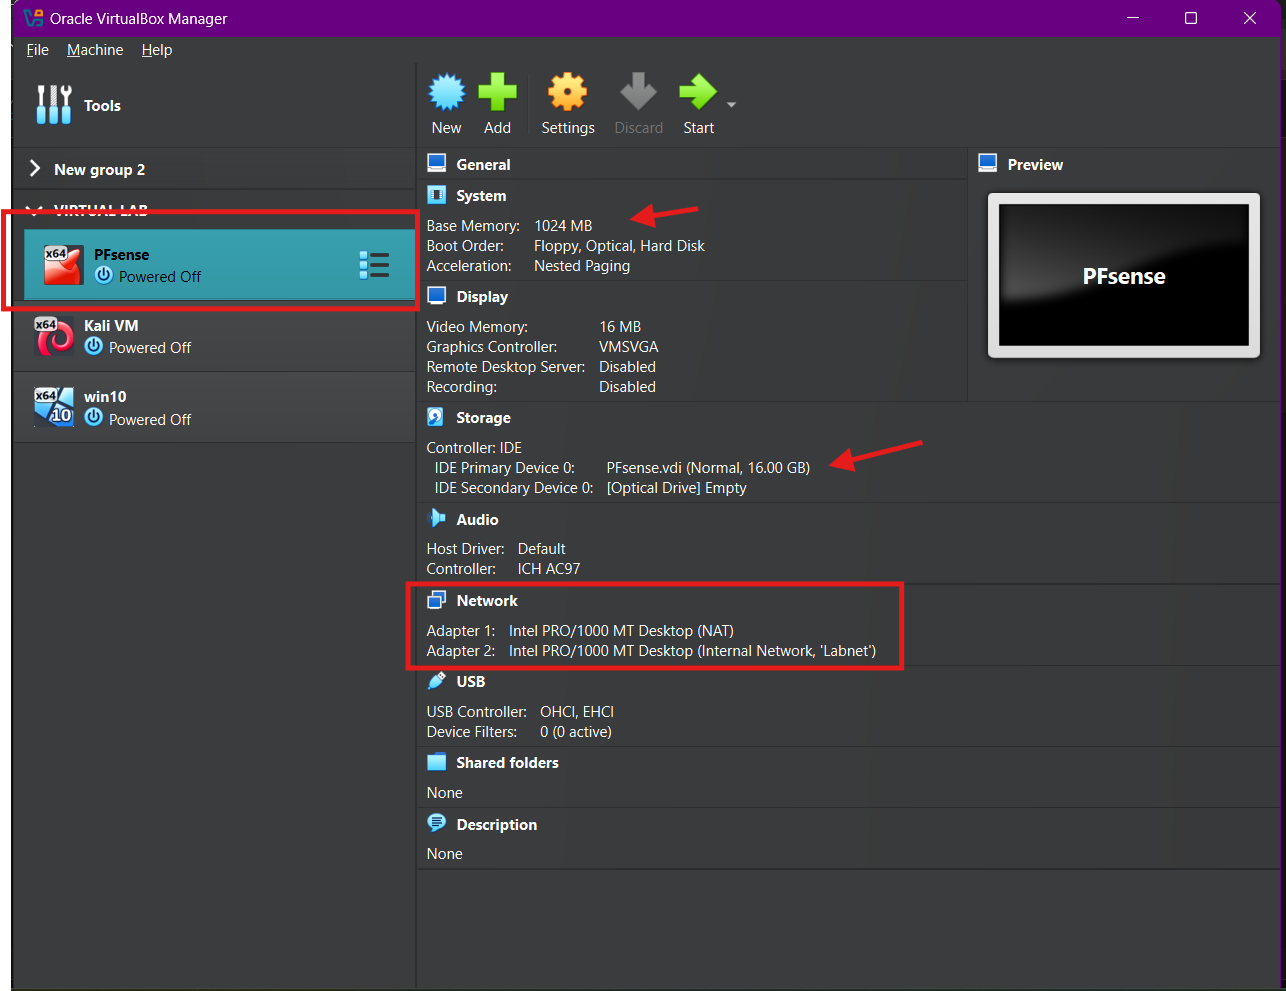 Oracle VirtualBox Manager
File Machine Help
Tools
New Add Settings Discard Start
New group 2
VIRTUAL LAB
x64
PFsense
Powered Off
x64
Kali VM
Powered Off
x64
10
win10
Powered Off
General
System
Base Memory: 1024 MB
Boot Order: Floppy, Optical, Hard Disk
Acceleration: Nested Paging
Display
Video Memory: 16 MB
Graphics Controller: VMSVGA
Remote Desktop Server: Disabled
Recording: Disabled
Storage
Controller: IDE
IDE Primary Device 0: PFsense.vdi (Normal, 16.00 GB)
IDE Secondary Device 0: [Optical Drive] Empty
Audio
Host Driver: Default
Controller: ICH AC97
Network
Adapter 1: Intel PRO/1000 MT Desktop (NAT)
Adapter 2: Intel PRO/1000 MT Desktop (Internal Network, 'Labnet')
USB
USB Controller: OHCI, EHCI
Device Filters: 0 (0 active)
Shared folders
None
Description
None
Preview
PFsense